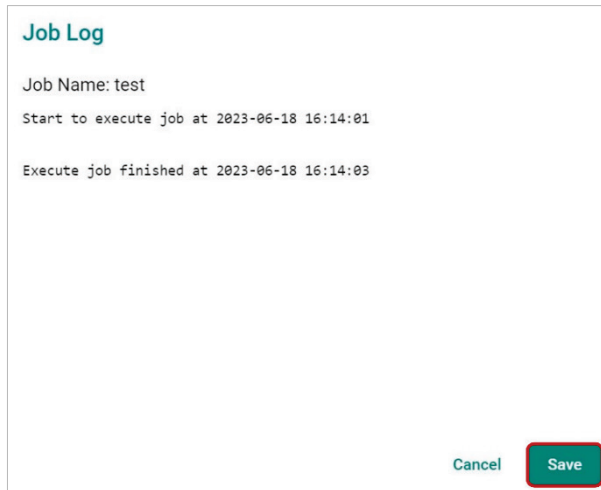 Job Log
Job Name: test
Start to execute job at 2023-06-18 16:14:01
Execute job finished at 2023-06-18 16:14:03
Cancel Save